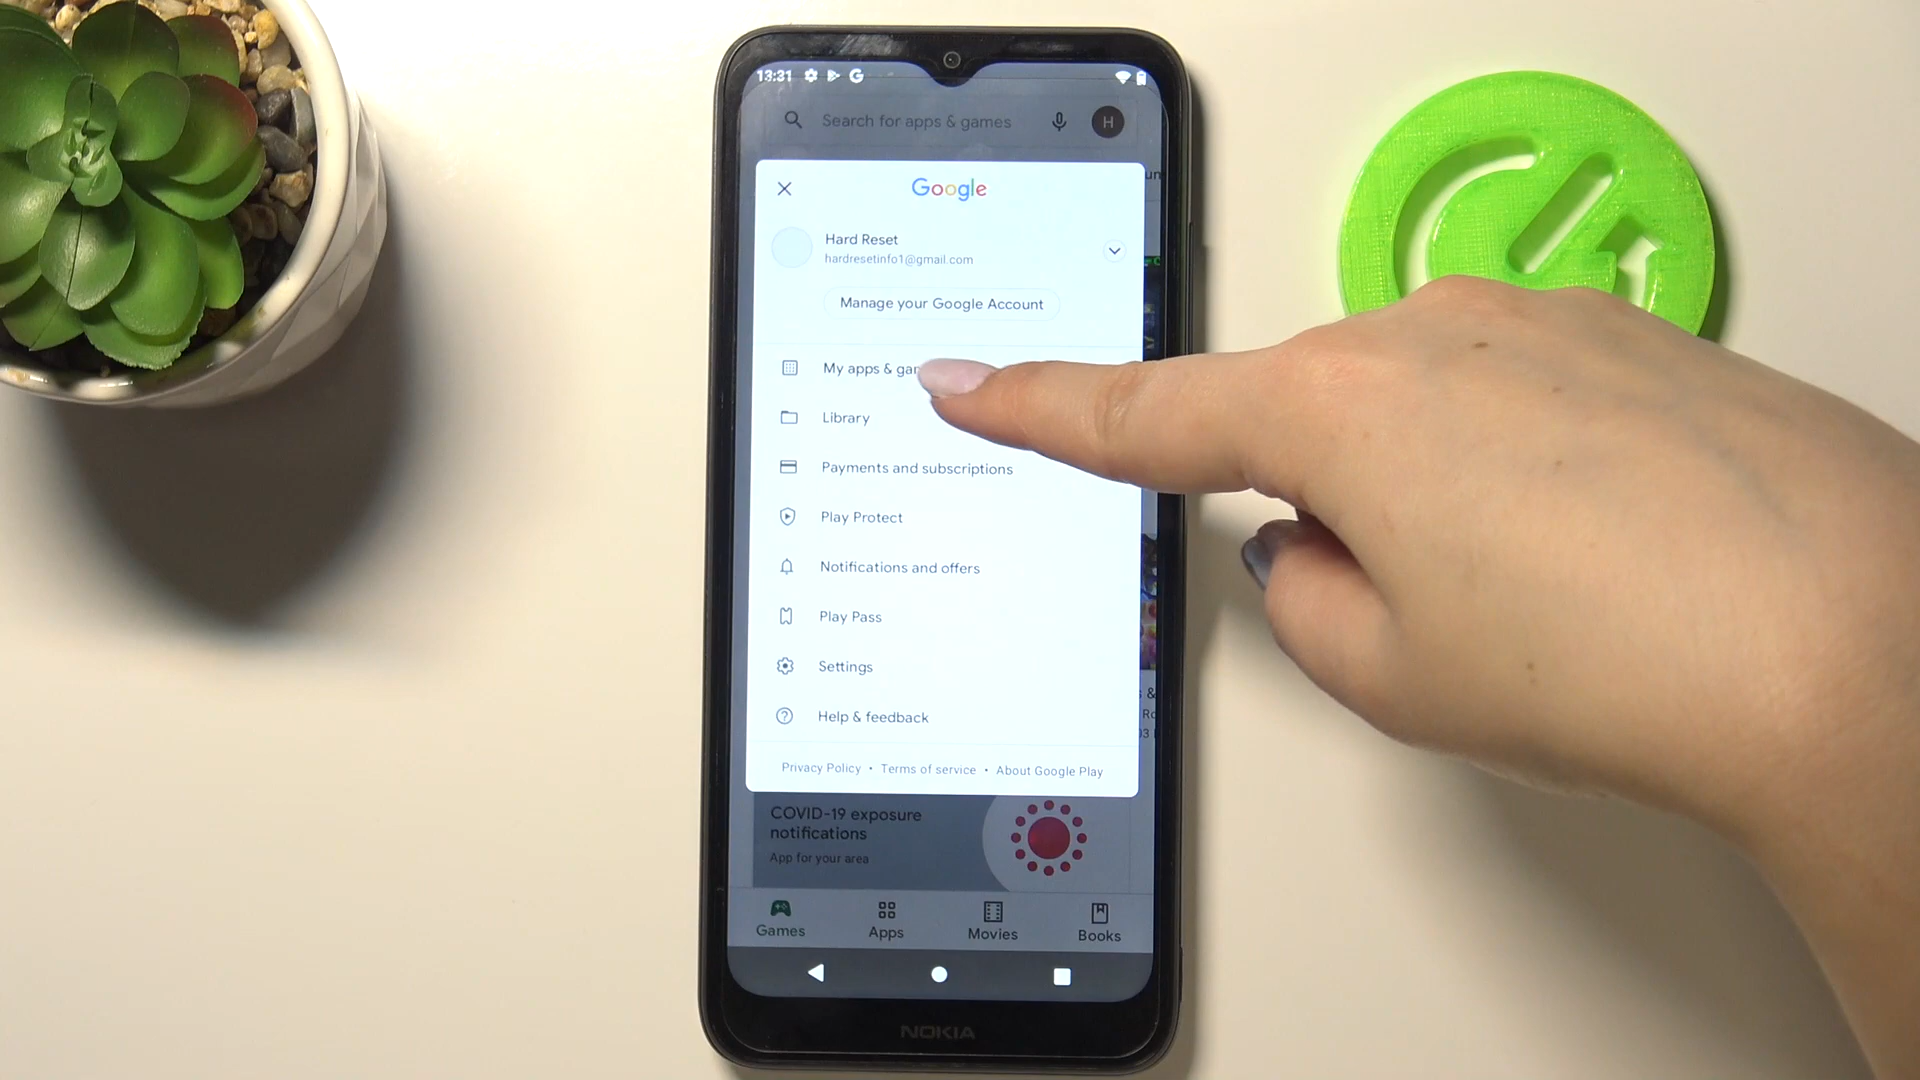 13:31
Search for apps & games
H
Google
Hard Reset
hardresetinfo1@gmail.com
Manage your Google Account
My apps &
Library
Payments and subscriptions
Play Protect
Notifications and offers
Play Pass
Settings
Help & feedback
Privacy Policy • Terms of service • About Google Play
COVID-19 exposure
notifications
App for your area
Games
Apps
Movies
Books
NOKIA